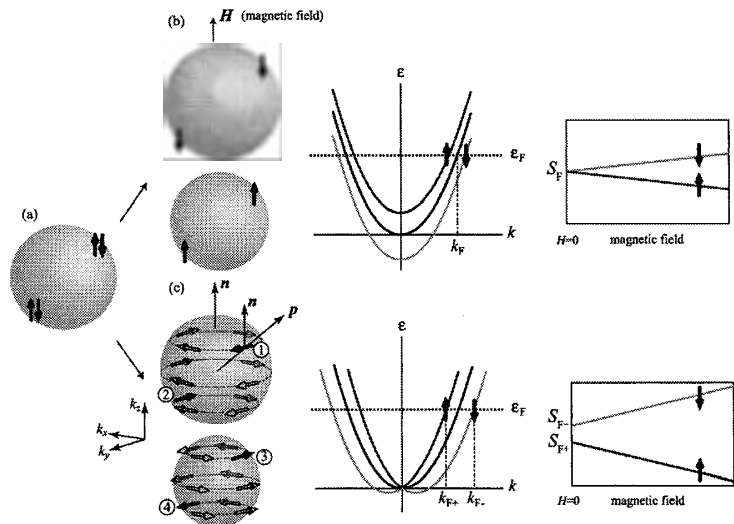 (b)
H (magnetic field)
ε
ε_F
k_F
k
S_F
H=0 magnetic field
(a)
(c)
n
n
p
①
②
③
④
k_z
k_x
k_y
ε
ε_F
k_F+ k_F-
k
S_F-
S_F+
H=0 magnetic field